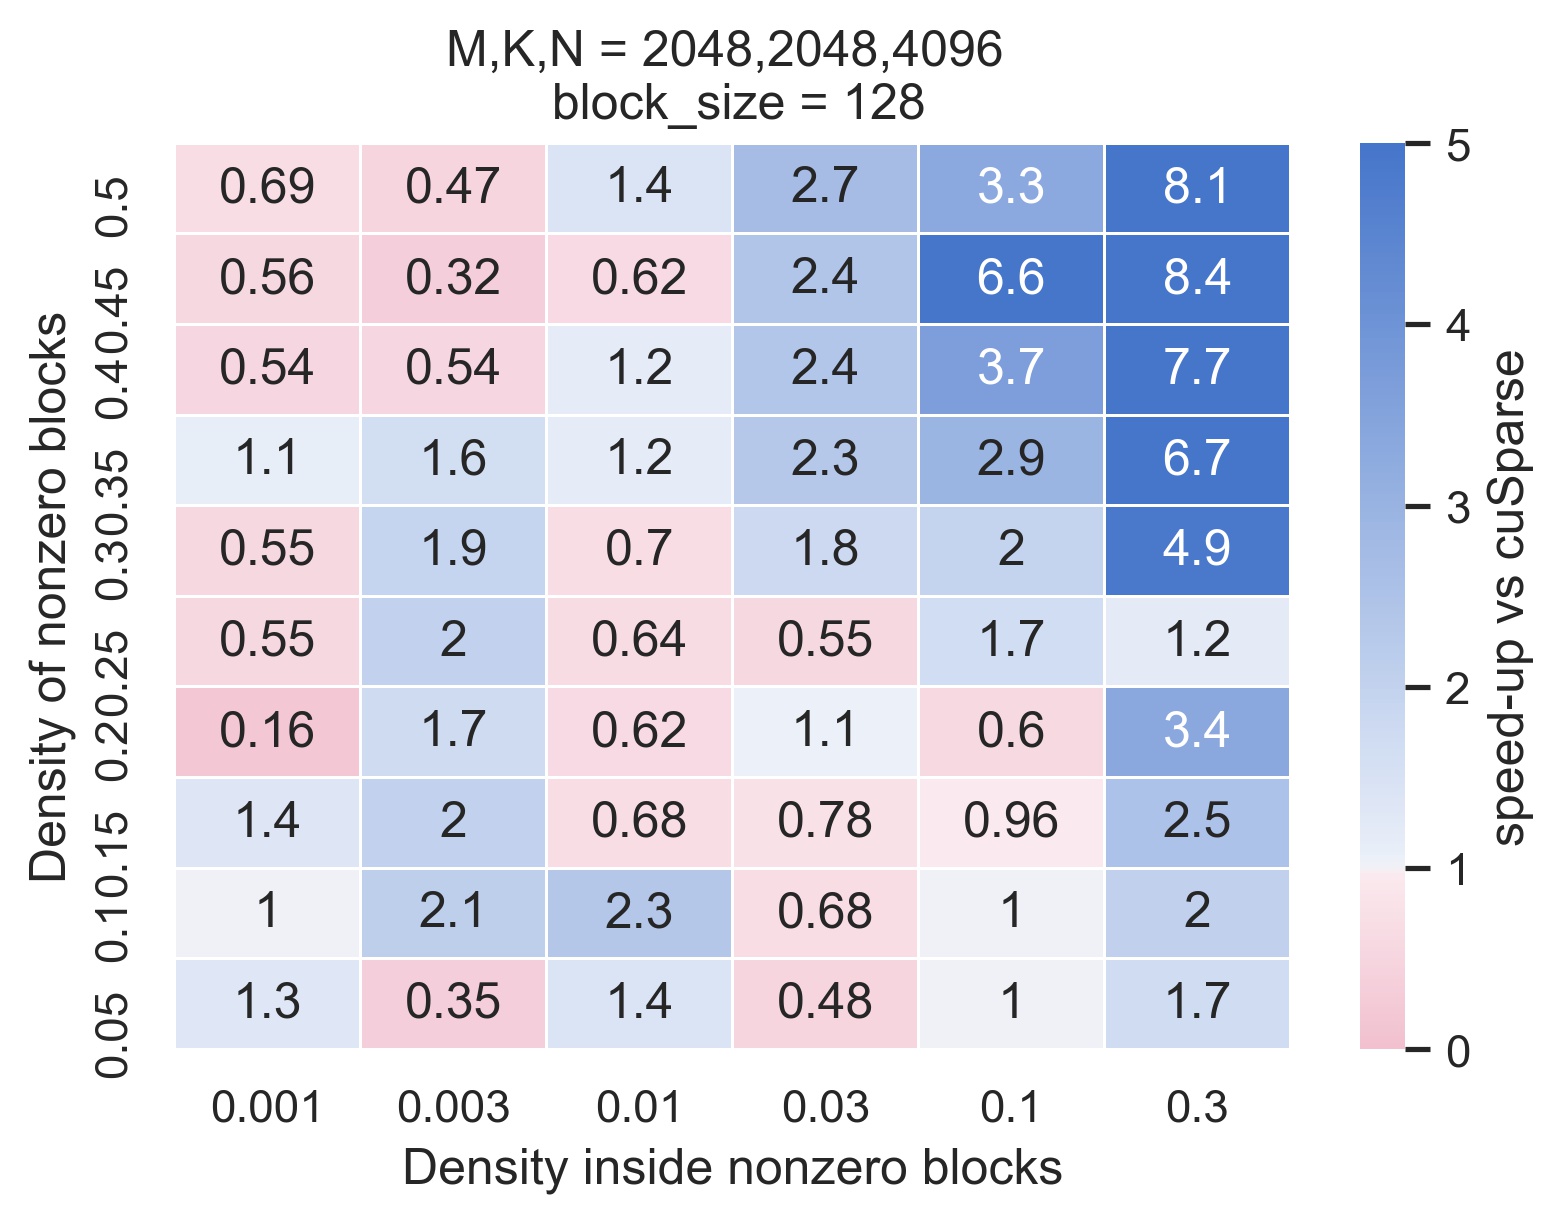 M,K,N = 2048,2048,4096
block_size = 128
Density of nonzero blocks
0.5 0.69 0.47 1.4 2.7 3.3 8.1
0.45 0.56 0.32 0.62 2.4 6.6 8.4
0.4 0.54 0.54 1.2 2.4 3.7 7.7
0.35 1.1 1.6 1.2 2.3 2.9 6.7
0.3 0.55 1.9 0.7 1.8 2 4.9
0.25 0.55 2 0.64 0.55 1.7 1.2
0.2 0.16 1.7 0.62 1.1 0.6 3.4
0.15 1.4 2 0.68 0.78 0.96 2.5
0.1 1 2.1 2.3 0.68 1 2
0.05 1.3 0.35 1.4 0.48 1 1.7
0.001 0.003 0.01 0.03 0.1 0.3
Density inside nonzero blocks
5
4
3
2
1
0
speed-up vs cuSparse